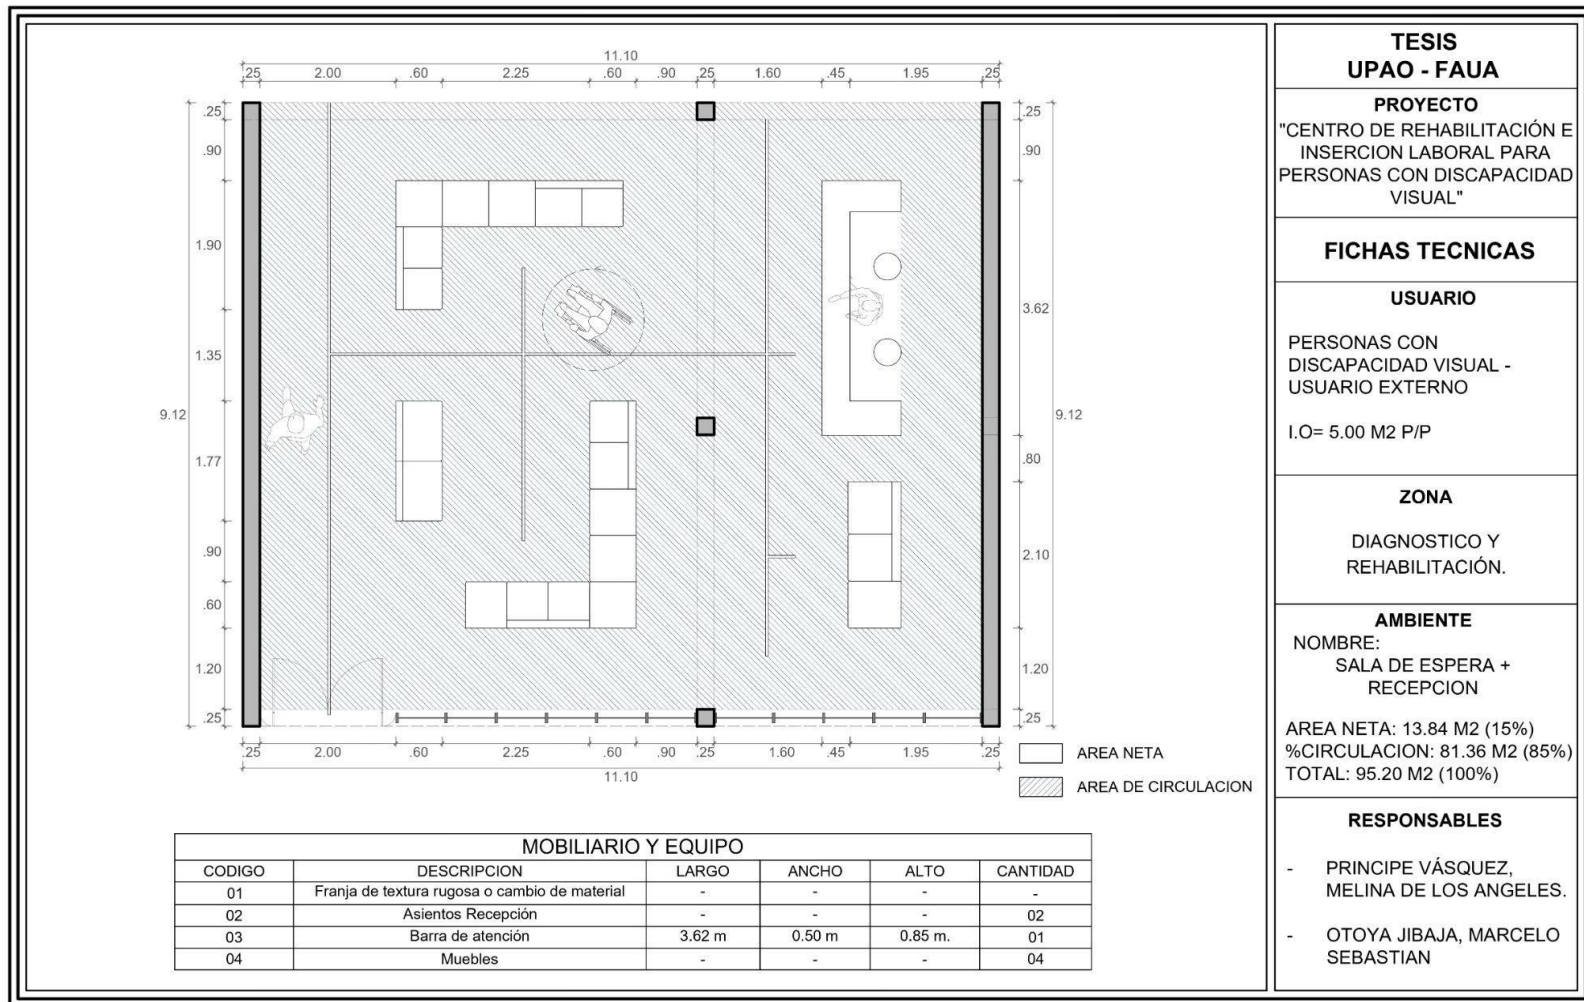 11.10
.25 2.00 .60 2.25 .60 .90 .25 1.60 .45 1.95 .25
.25
.90
1.90
1.35
9.12
1.77
.90
.60
1.20
.25
.25
.90
3.62
9.12
.80
2.10
1.20
.25
.25 2.00 .60 2.25 .60 .90 .25 1.60 .45 1.95 .25
11.10
AREA NETA
AREA DE CIRCULACION
MOBILIARIO Y EQUIPO
CODIGO DESCRIPCION LARGO ANCHO ALTO CANTIDAD
01 Franja de textura rugosa o cambio de material - - - -
02 Asientos Recepción - - - 02
03 Barra de atención 3.62 m 0.50 m 0.85 m. 01
04 Muebles - - - 04
TESIS
UPAO - FAUA
PROYECTO
"CENTRO DE REHABILITACIÓN E
INSERCION LABORAL PARA
PERSONAS CON DISCAPACIDAD
VISUAL"
FICHAS TECNICAS
USUARIO
PERSONAS CON
DISCAPACIDAD VISUAL -
USUARIO EXTERNO
I.O= 5.00 M2 P/P
ZONA
DIAGNOSTICO Y
REHABILITACIÓN.
AMBIENTE
NOMBRE:
SALA DE ESPERA +
RECEPCION
AREA NETA: 13.84 M2 (15%)
%CIRCULACION: 81.36 M2 (85%)
TOTAL: 95.20 M2 (100%)
RESPONSABLES
- PRINCIPE VÁSQUEZ,
MELINA DE LOS ANGELES.
- OTOYA JIBAJA, MARCELO
SEBASTIAN